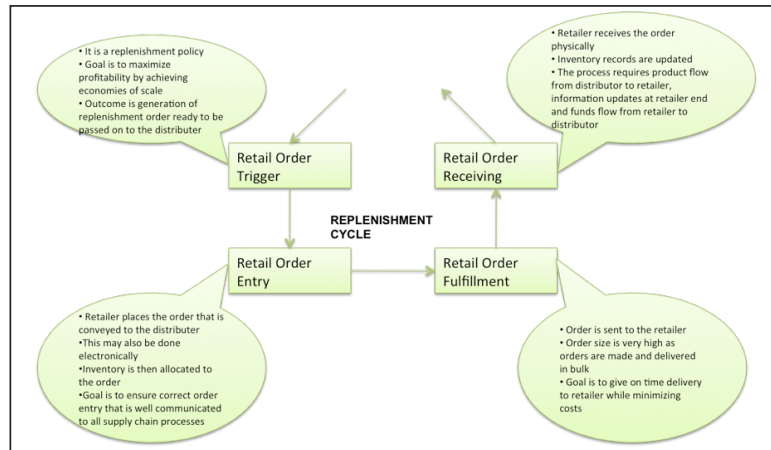 • It is a replenishment policy
• Goal is to maximize
profitability by achieving
economies of scale
• Outcome is generation of
replenishment order ready to be
passed on to the distributer
• Retailer receives the order
physically
• Inventory records are updated
• The process requires product flow
from distributor to retailer,
information updates at retailer end
and funds flow from retailer to
distributor
Retail Order
Trigger
Retail Order
Receiving
REPLENISHMENT
CYCLE
Retail Order
Entry
Retail Order
Fulfillment
• Retailer places the order that is
conveyed to the distributer
•This may also be done
electronically
•Inventory is then allocated to
the order
•Goal is to ensure correct order
entry that is well communicated
to all supply chain processes
• Order is sent to the retailer
• Order size is very high as
orders are made and delivered
in bulk
• Goal is to give on time delivery
to retailer while minimizing
costs